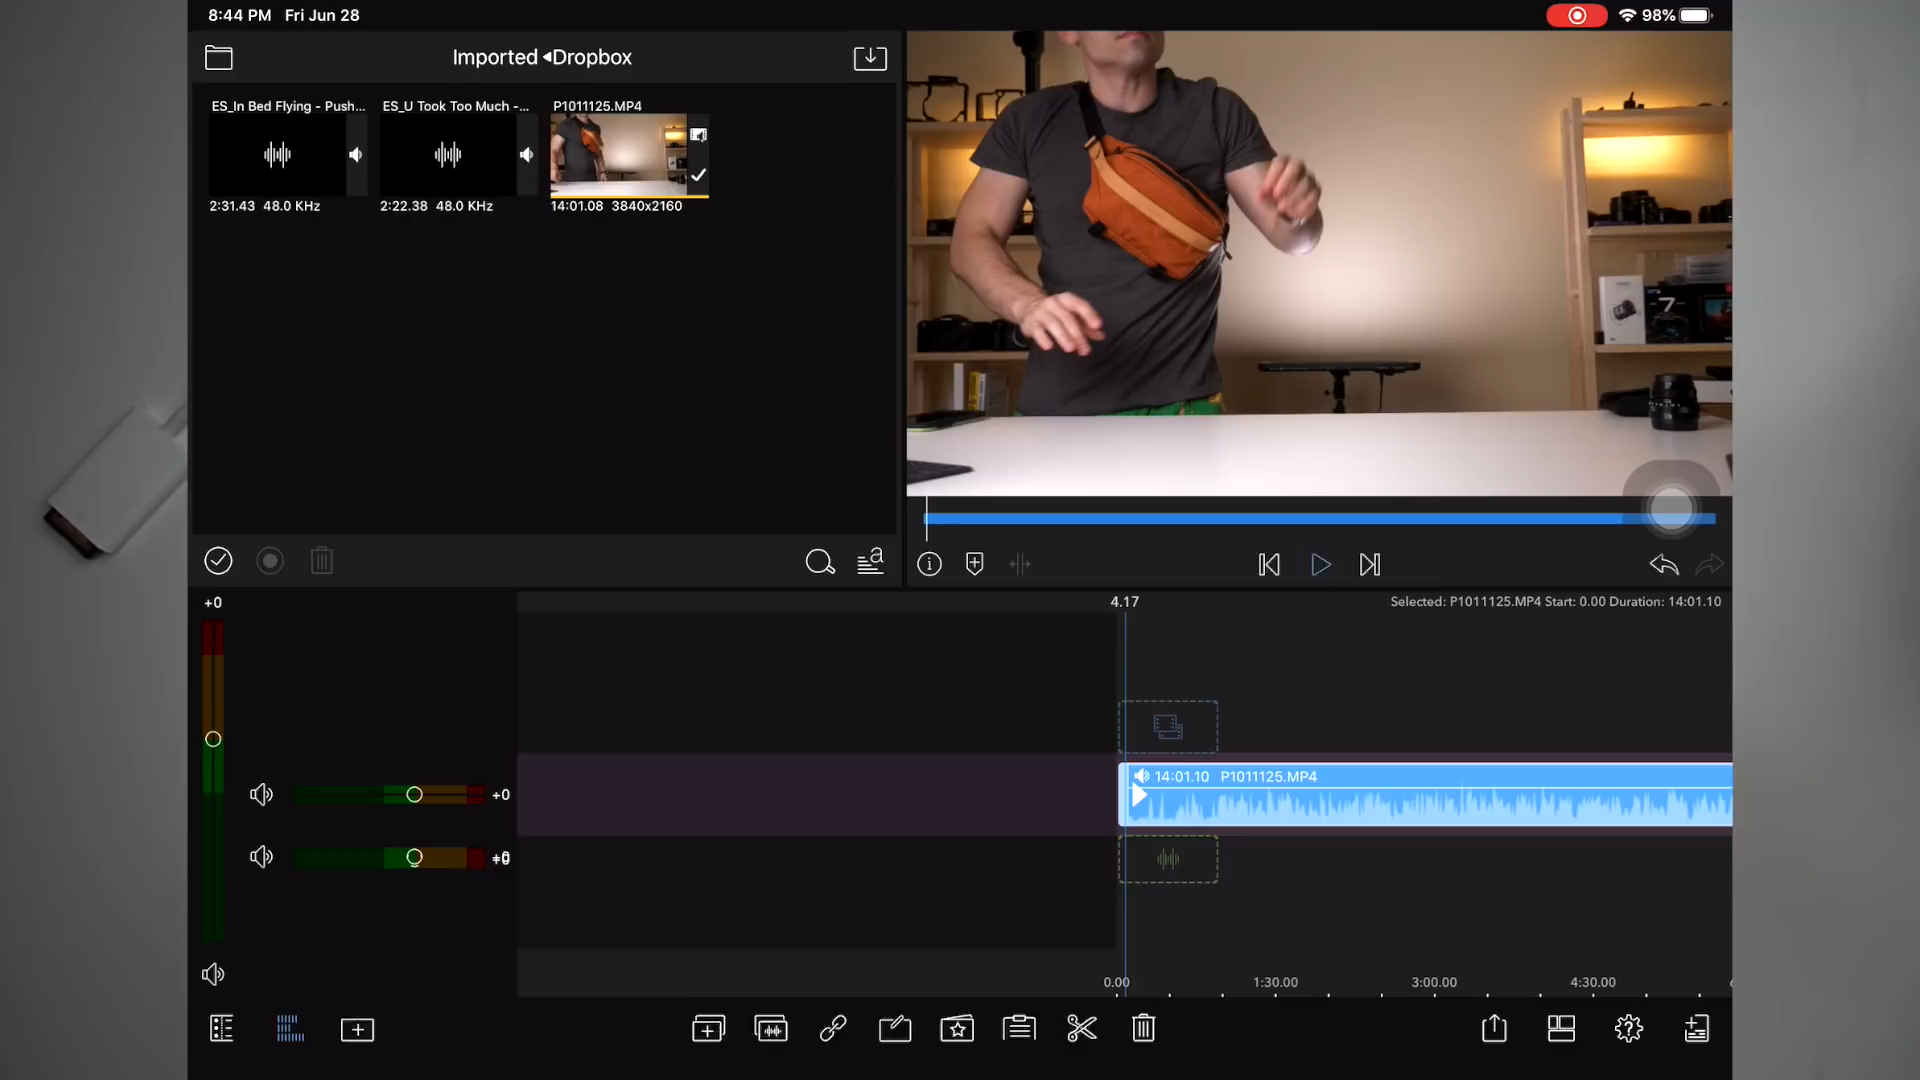 8:44 PM Fri Jun 28
98%
Imported ◂Dropbox
ES_In Bed Flying - Push...
ES_U Took Too Much -...
P1011125.MP4
2:31.43 48.0 KHz
2:22.38 48.0 KHz
14:01.08 3840x2160
a
7
+0
4.17
Selected: P1011125.MP4 Start: 0.00 Duration: 14:01.10
14:01.10 P1011125.MP4
+0
+0
0.00
1:30.00
3:00.00
4:30.00